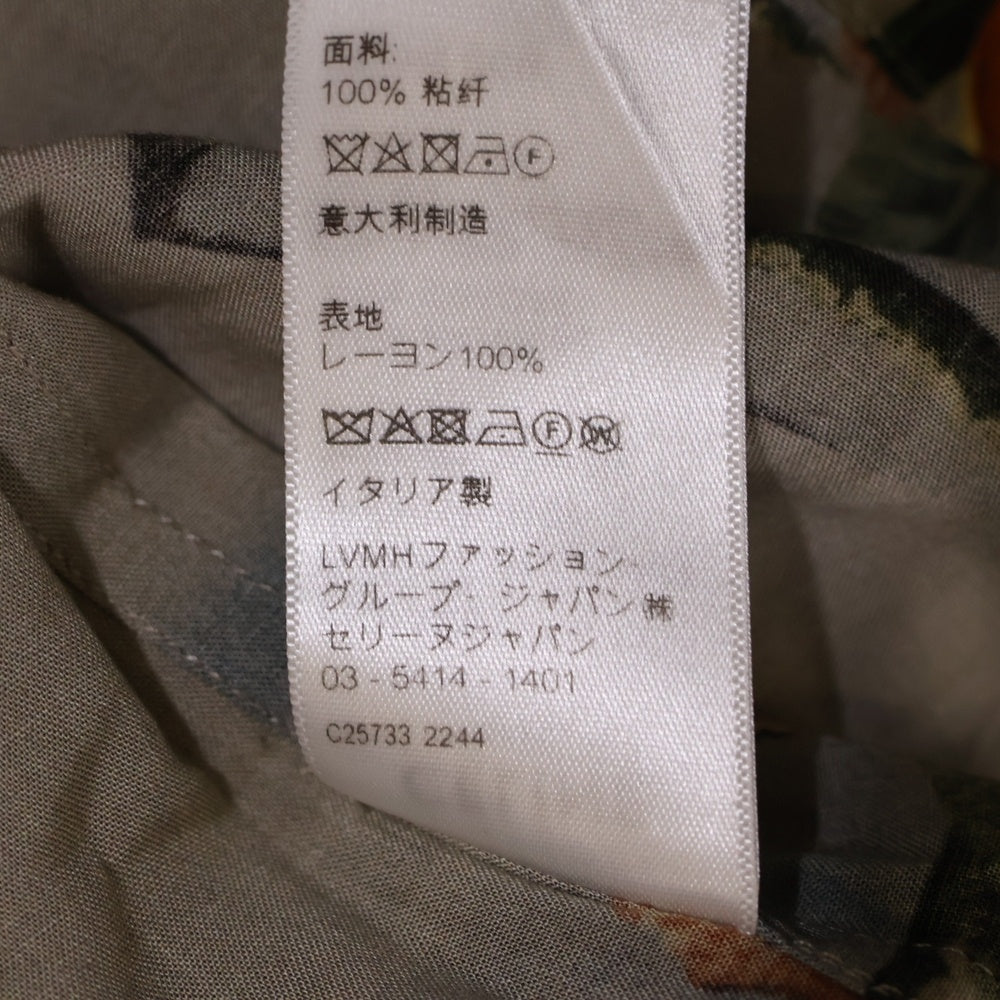 面料:
100% 粘纤
F
意大利制造
表地
レーヨン100%
F W
イタリア製
LVMHファッション・
グループ・ジャパン㈱
セリーヌジャパン
03 - 5414 - 1401
C25733 2244